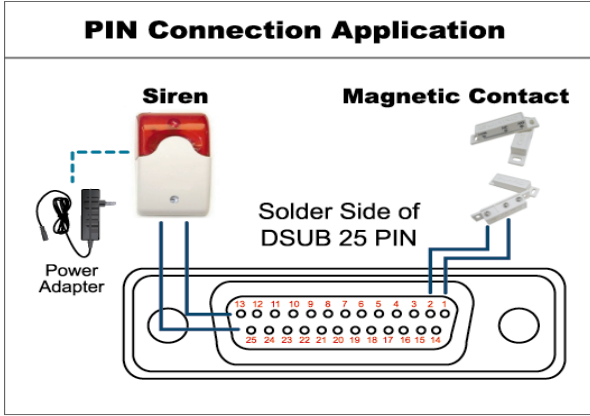 PIN Connection Application
Siren
Magnetic Contact
Solder Side of
DSUB 25 PIN
Power
Adapter
13 12 11 10 9 8 7 6 5 4 3 2 1
25 24 23 22 21 20 19 18 17 16 15 14